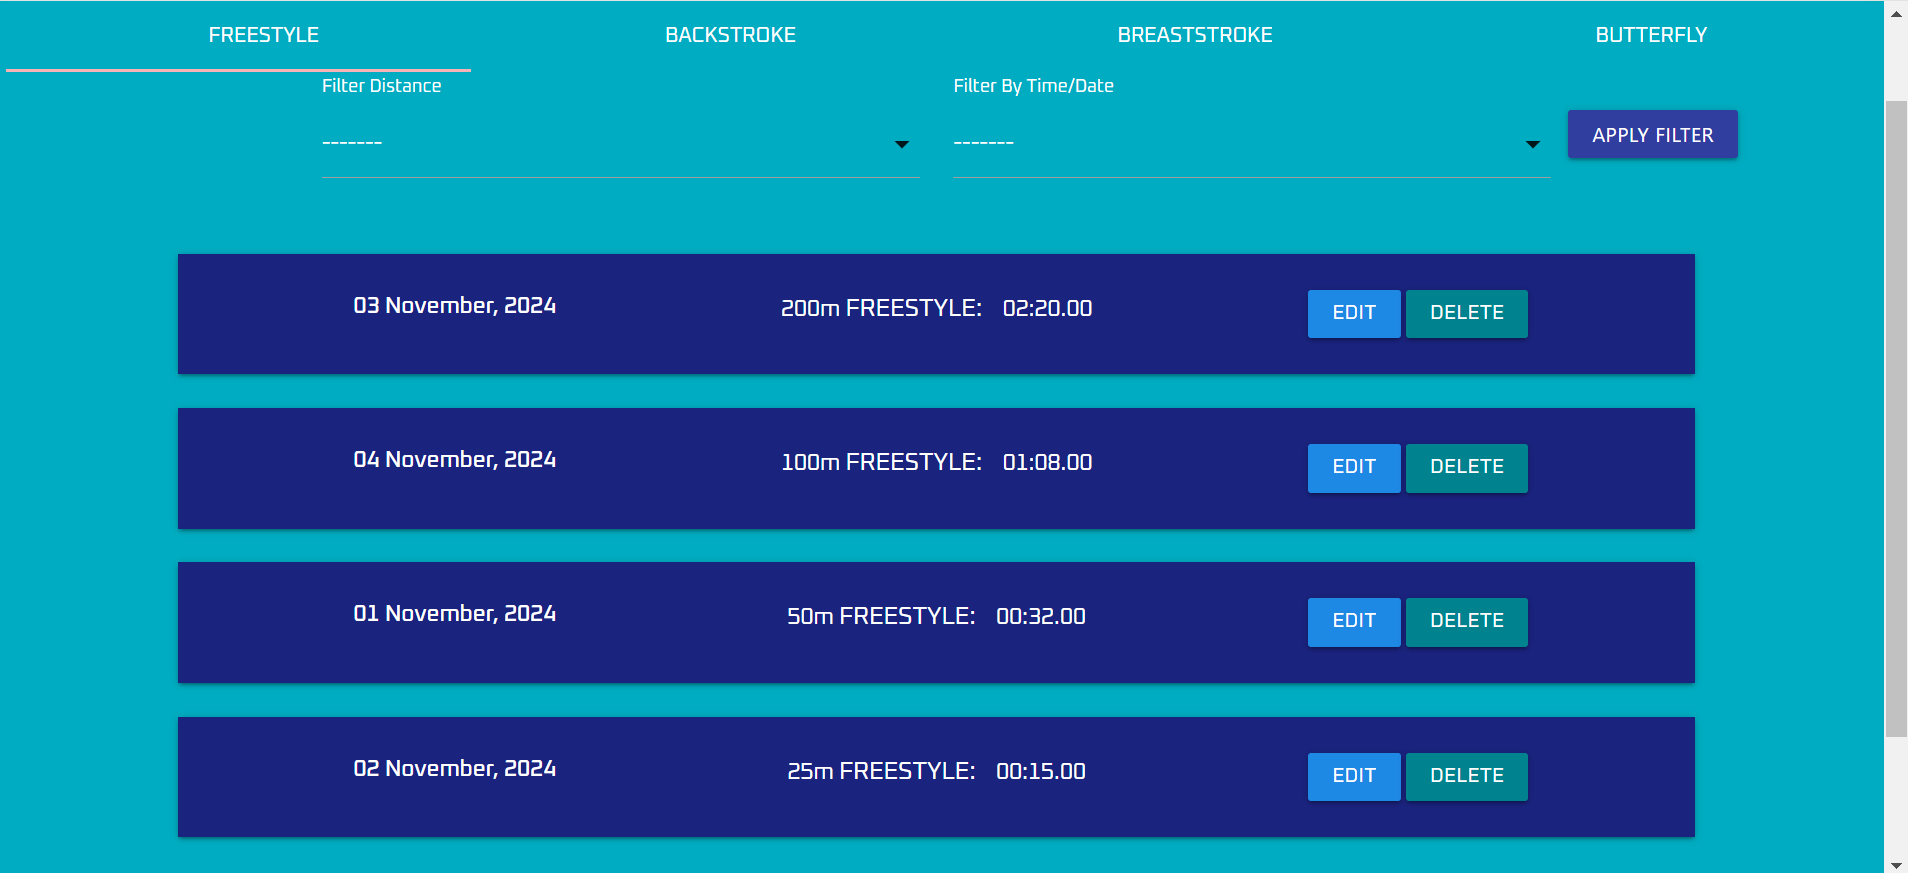 FREESTYLE BACKSTROKE BREASTSTROKE BUTTERFLY
Filter Distance Filter By Time/Date
------- ------- APPLY FILTER
03 November, 2024 200m FREESTYLE: 02:20.00 EDIT DELETE
04 November, 2024 100m FREESTYLE: 01:08.00 EDIT DELETE
01 November, 2024 50m FREESTYLE: 00:32.00 EDIT DELETE
02 November, 2024 25m FREESTYLE: 00:15.00 EDIT DELETE